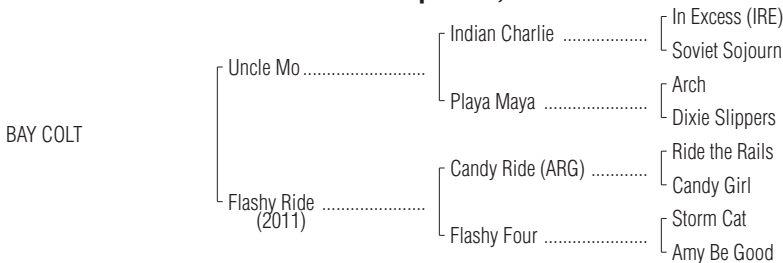 In Excess (IRE)
Indian Charlie ..................
Soviet Sojourn
Uncle Mo..........................
Arch
Playa Maya ......................
Dixie Slippers
BAY COLT
Ride the Rails
Candy Ride (ARG) ............
Candy Girl
Flashy Ride ......................
(2011)
Storm Cat
Flashy Four ......................
Amy Be Good